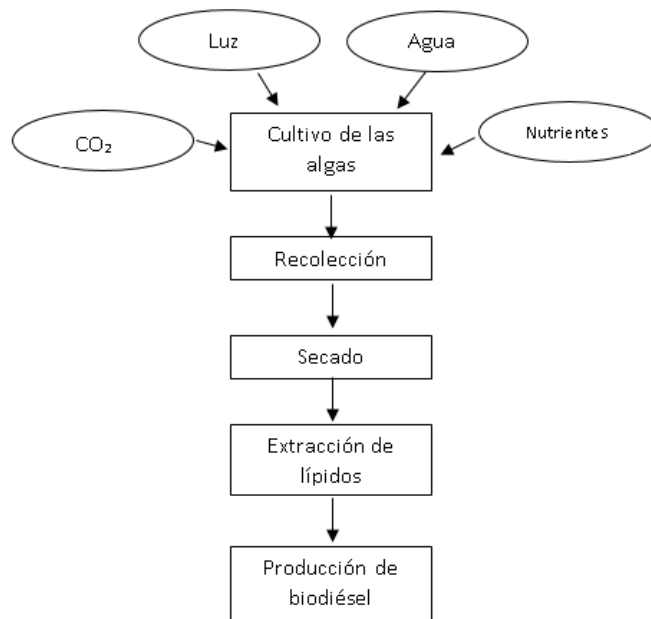 Luz
Agua
CO₂
Cultivo de las
algas
Nutrientes
Recolección
Secado
Extracción de
lípidos
Producción de
biodiésel